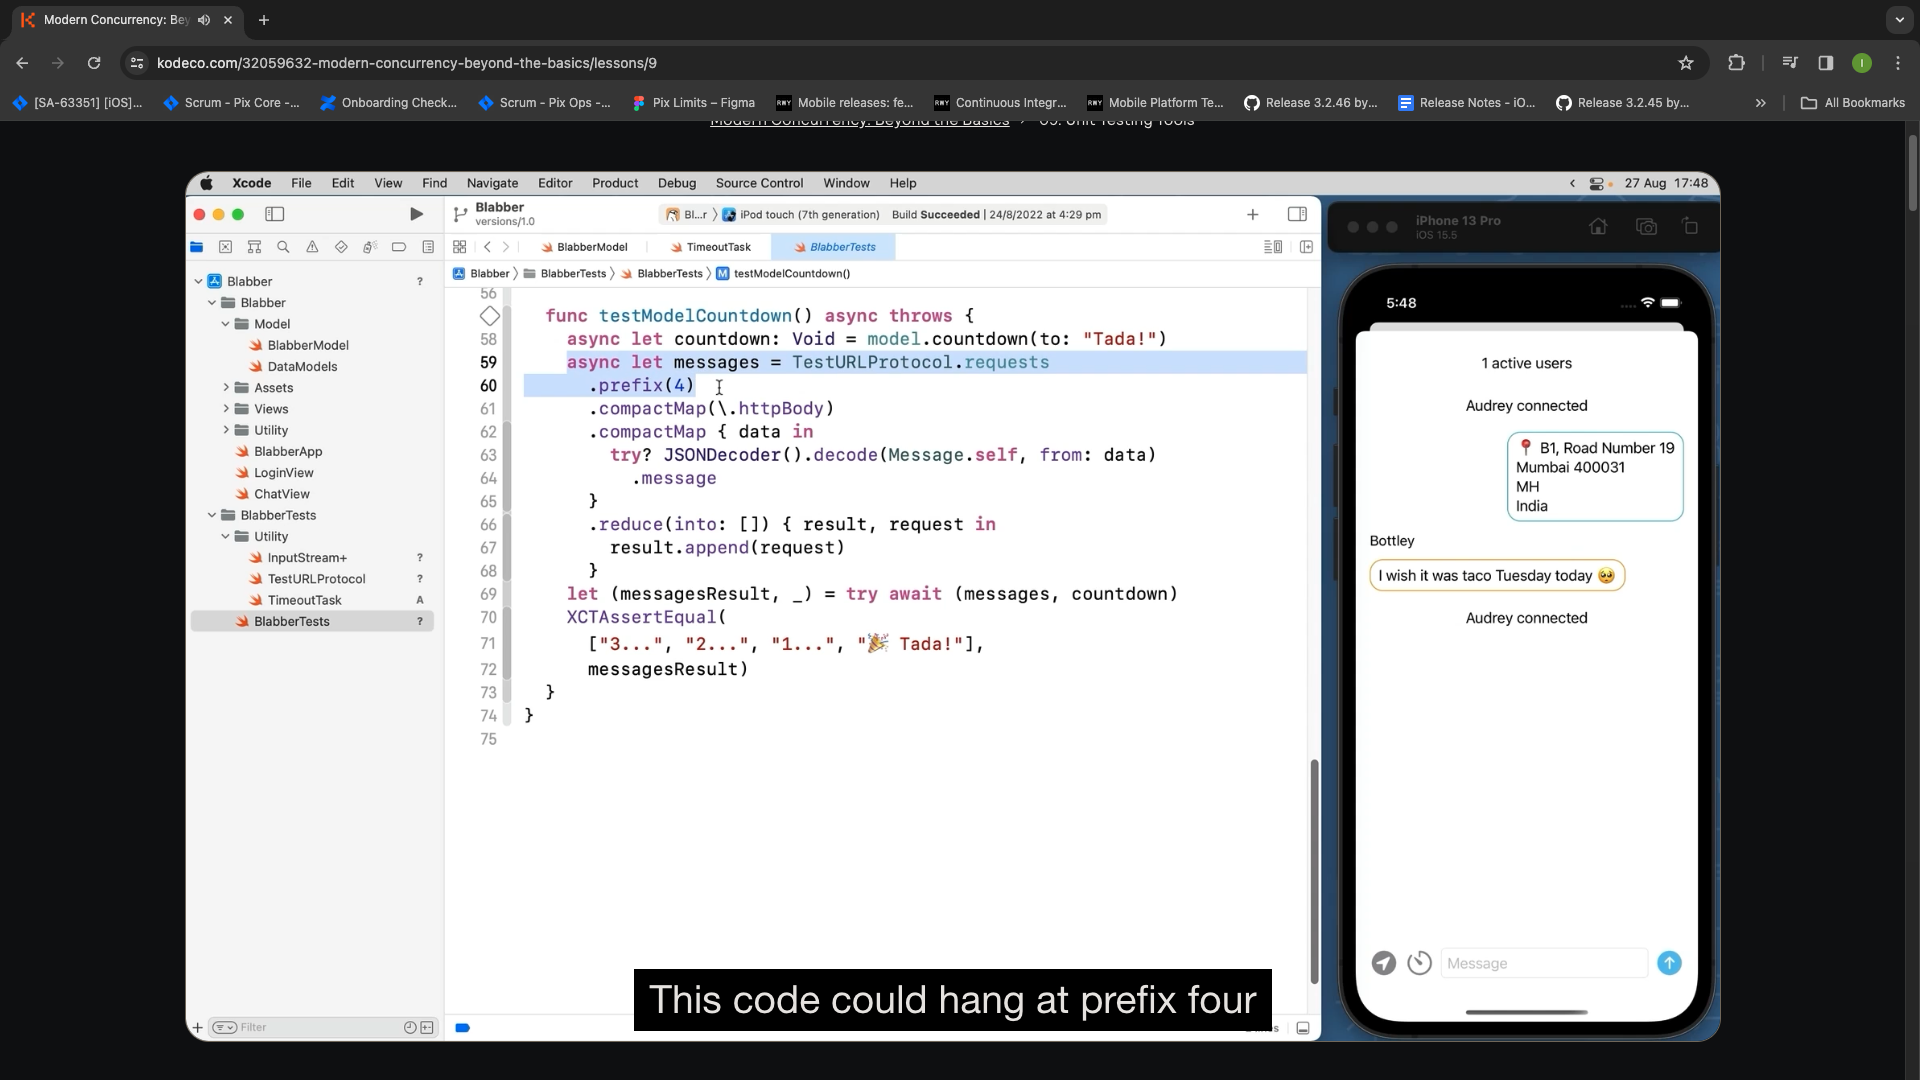 Modern Concurrency: Bey
kodeco.com/32059632-modern-concurrency-beyond-the-basics/lessons/9
[SA-63351] [iOS]...
Scrum - Pix Core -...
Onboarding Check...
Scrum - Pix Ops -...
Pix Limits – Figma
RWY Mobile releases: fe...
RWY Continuous Integr...
RWY Mobile Platform Te...
Release 3.2.46 by...
Release Notes - iO...
Release 3.2.45 by...
All Bookmarks
Modern Concurrency: Beyond the Basics › 09. Unit Testing Tools
Xcode File Edit View Find Navigate Editor Product Debug Source Control Window Help
27 Aug 17:48
Blabber
versions/1.0
Bl...r 〉 iPod touch (7th generation)
Build Succeeded | 24/8/2022 at 4:29 pm
BlabberModel
TimeoutTask
BlabberTests
Blabber 〉 BlabberTests 〉 BlabberTests 〉 M testModelCountdown()
Blabber ?
Blabber
Model
BlabberModel
DataModels
Assets
Views
Utility
BlabberApp
LoginView
ChatView
BlabberTests
Utility
InputStream+ ?
TestURLProtocol ?
TimeoutTask A
BlabberTests ?
Filter
56
func testModelCountdown() async throws {
58 async let countdown: Void = model.countdown(to: "Tada!")
59 async let messages = TestURLProtocol.requests
60 .prefix(4)
61 .compactMap(\.httpBody)
62 .compactMap { data in
63 try? JSONDecoder().decode(Message.self, from: data)
64 .message
65 }
66 .reduce(into: []) { result, request in
67 result.append(request)
68 }
69 let (messagesResult, _) = try await (messages, countdown)
70 XCTAssertEqual(
71 ["3...", "2...", "1...", "🎉 Tada!"],
72 messagesResult)
73 }
74 }
75
This code could hang at prefix four
iPhone 13 Pro
iOS 15.5
5:48
1 active users
Audrey connected
📍 B1, Road Number 19
Mumbai 400031
MH
India
Bottley
I wish it was taco Tuesday today 🥺
Audrey connected
Message